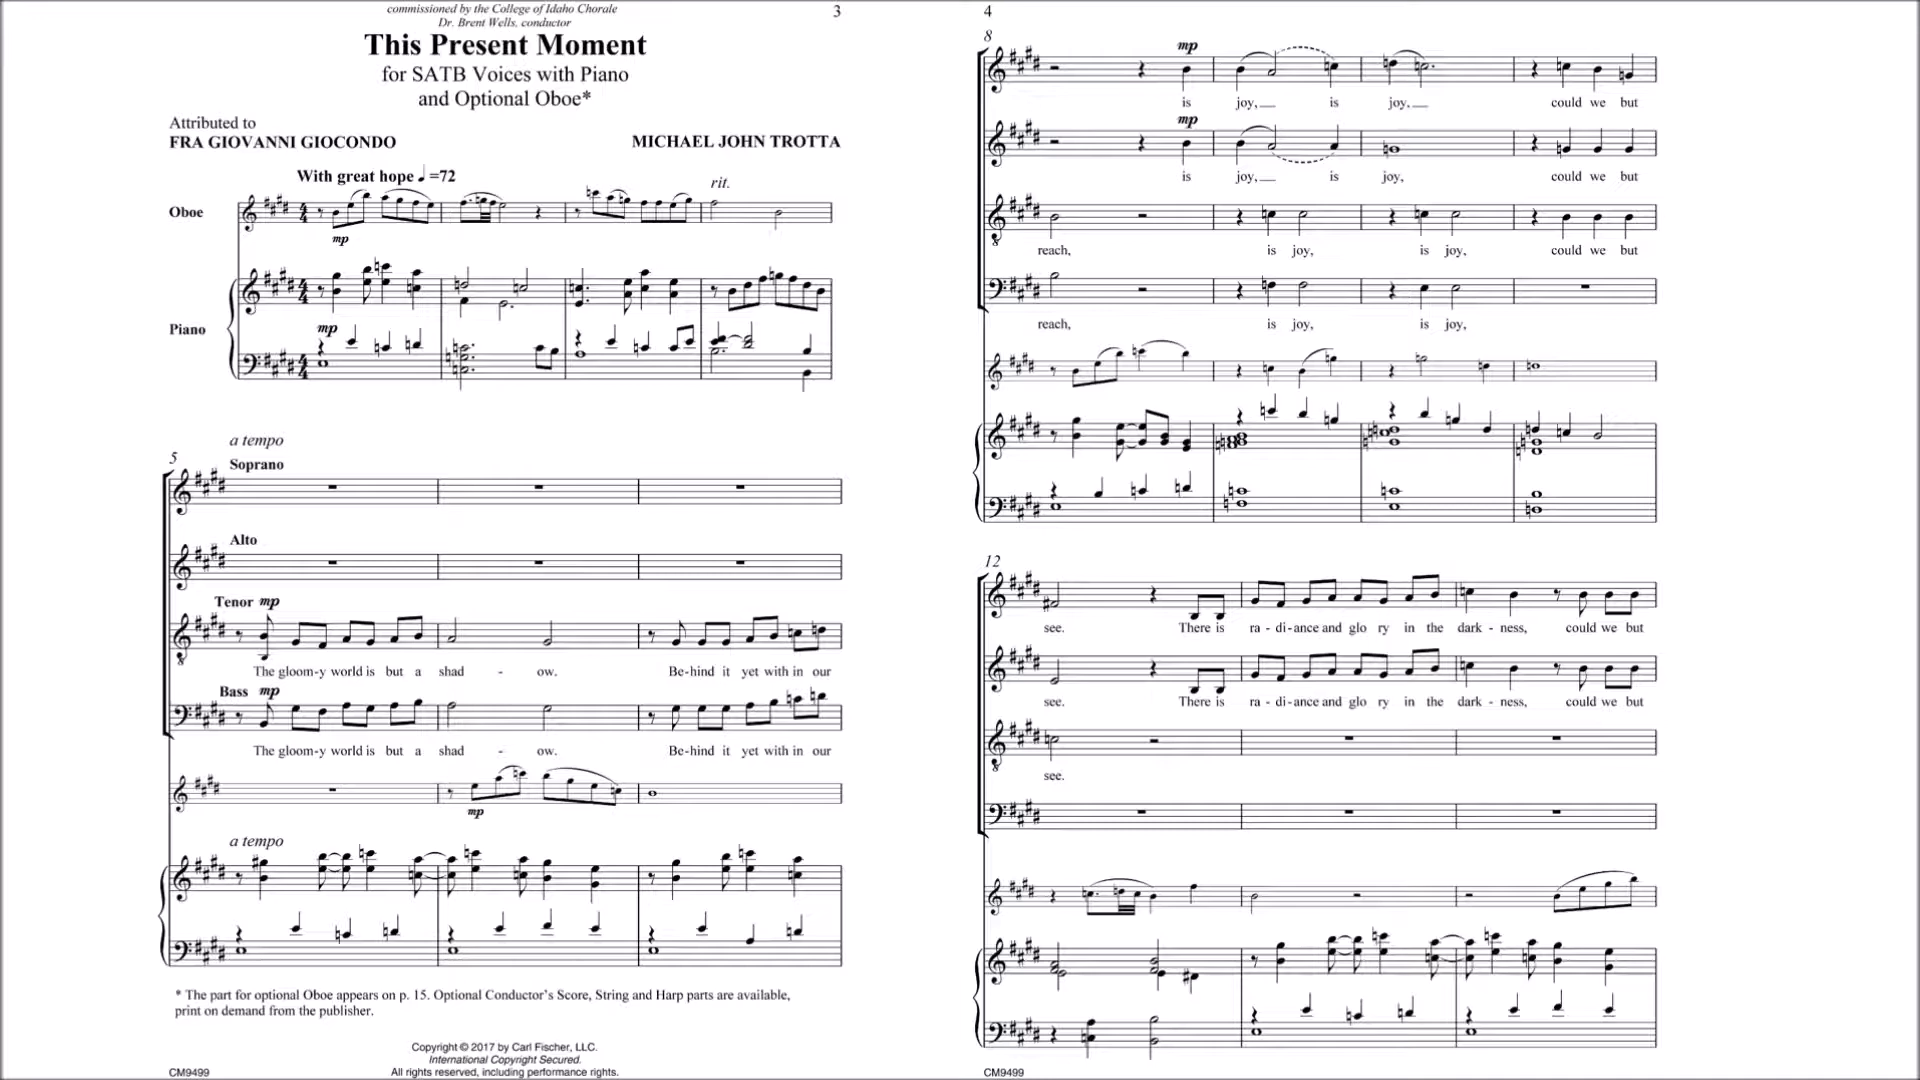 commissioned by the College of Idaho Chorale
Dr. Brent Wells, conductor
3
This Present Moment
for SATB Voices with Piano
and Optional Oboe*
Attributed to
FRA GIOVANNI GIOCONDO
MICHAEL JOHN TROTTA
With great hope ♩=72
rit.
Oboe
mp
Piano
mp
a tempo
5
Soprano
Alto
Tenor mp
The gloom-y world is but a shad - ow. Be-hind it yet with in our
Bass mp
The gloom-y world is but a shad - ow. Be-hind it yet with in our
mp
a tempo
* The part for optional Oboe appears on p. 15. Optional Conductor's Score, String and Harp parts are available,
print on demand from the publisher.
Copyright © 2017 by Carl Fischer, LLC.
International Copyright Secured.
CM9499
All rights reserved, including performance rights.
4
8
mp
is joy, is joy, could we but
mp
is joy, is joy, could we but
reach, is joy, is joy, could we but
reach, is joy, is joy,
12
see. There is ra - di-ance and glo ry in the dark - ness, could we but
see. There is ra - di-ance and glo ry in the dark - ness, could we but
see.
CM9499